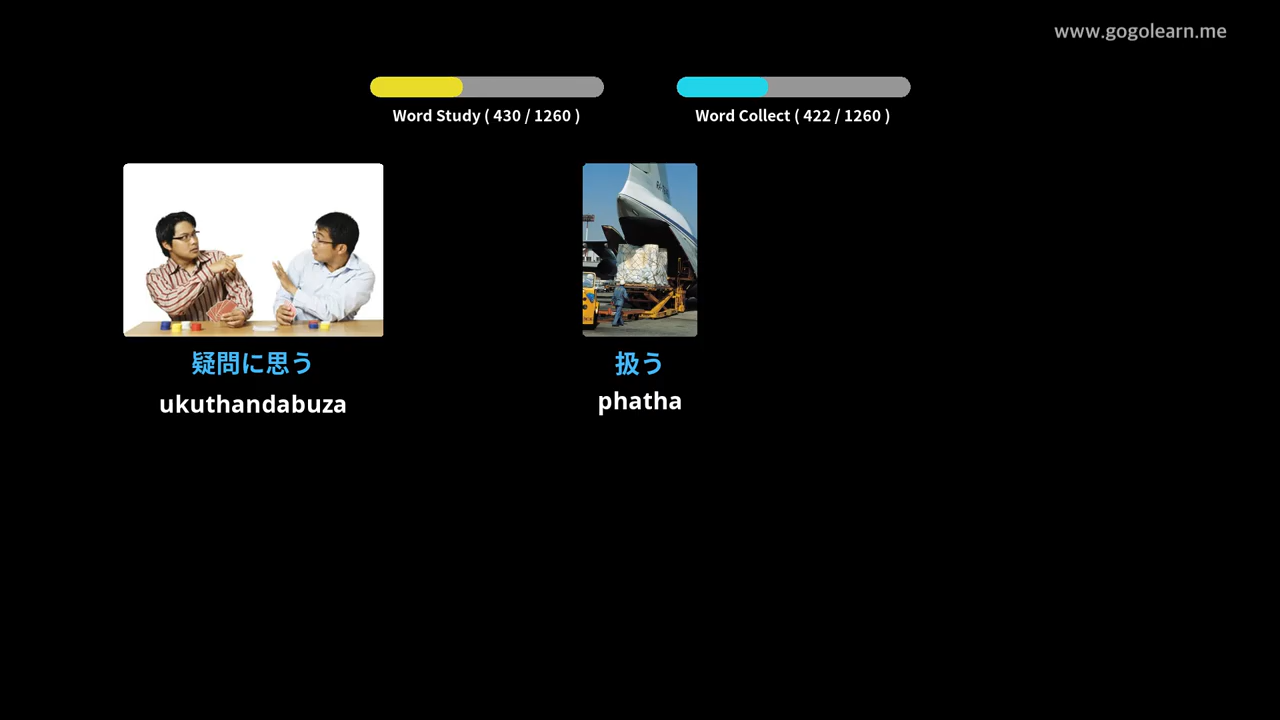 www.gogolearn.me
Word Study ( 430 / 1260 )
Word Collect ( 422 / 1260 )
疑問に思う
ukuthandabuza
扱う
phatha